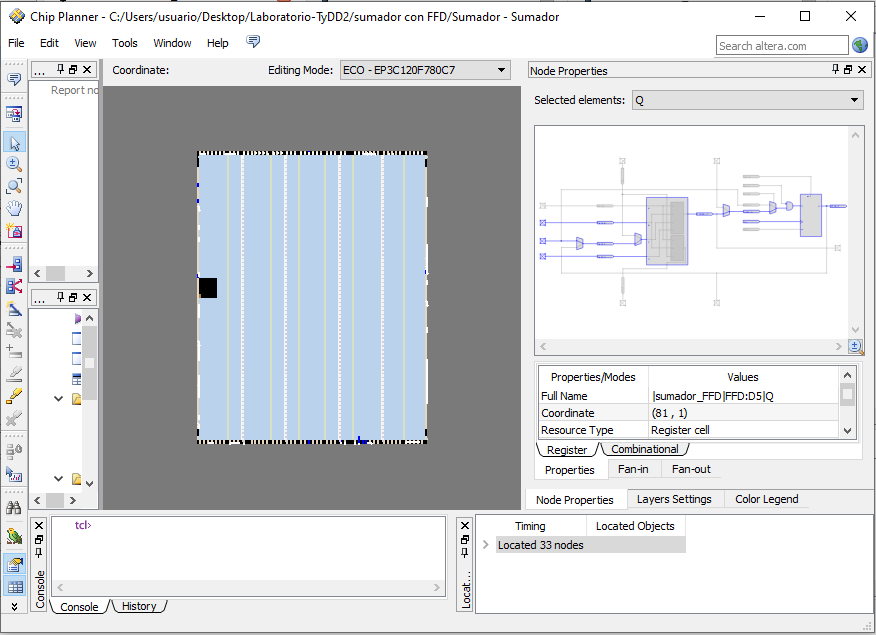 Chip Planner - C:/Users/usuario/Desktop/Laboratorio-TyDD2/sumador con FFD/Sumador - Sumador
File Edit View Tools Window Help
Search altera.com
...
Report no
...
Coordinate: Editing Mode: ECO - EP3C120F780C7
Node Properties
Selected elements: Q
Properties/Modes Values
Full Name |sumador_FFD|FFD:D5|Q
Coordinate (81 , 1)
Resource Type Register cell
Register Combinational
Properties Fan-in Fan-out
Node Properties Layers Settings Color Legend
tcl>
Console
Console History
Locat...
Timing Located Objects
Located 33 nodes